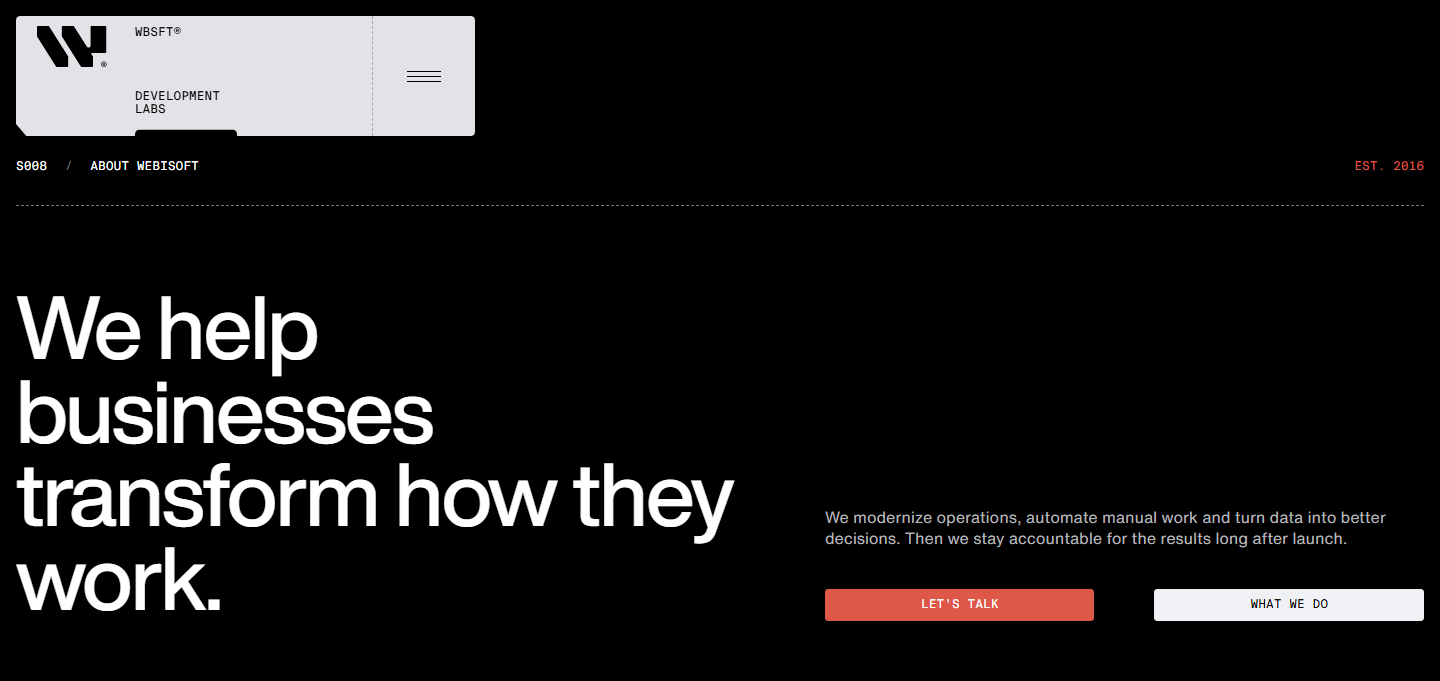 WBSFT®
DEVELOPMENT
LABS
S008 / ABOUT WEBISOFT
EST. 2016
We help
businesses
transform how they
work.
We modernize operations, automate manual work and turn data into better
decisions. Then we stay accountable for the results long after launch.
LET'S TALK
WHAT WE DO